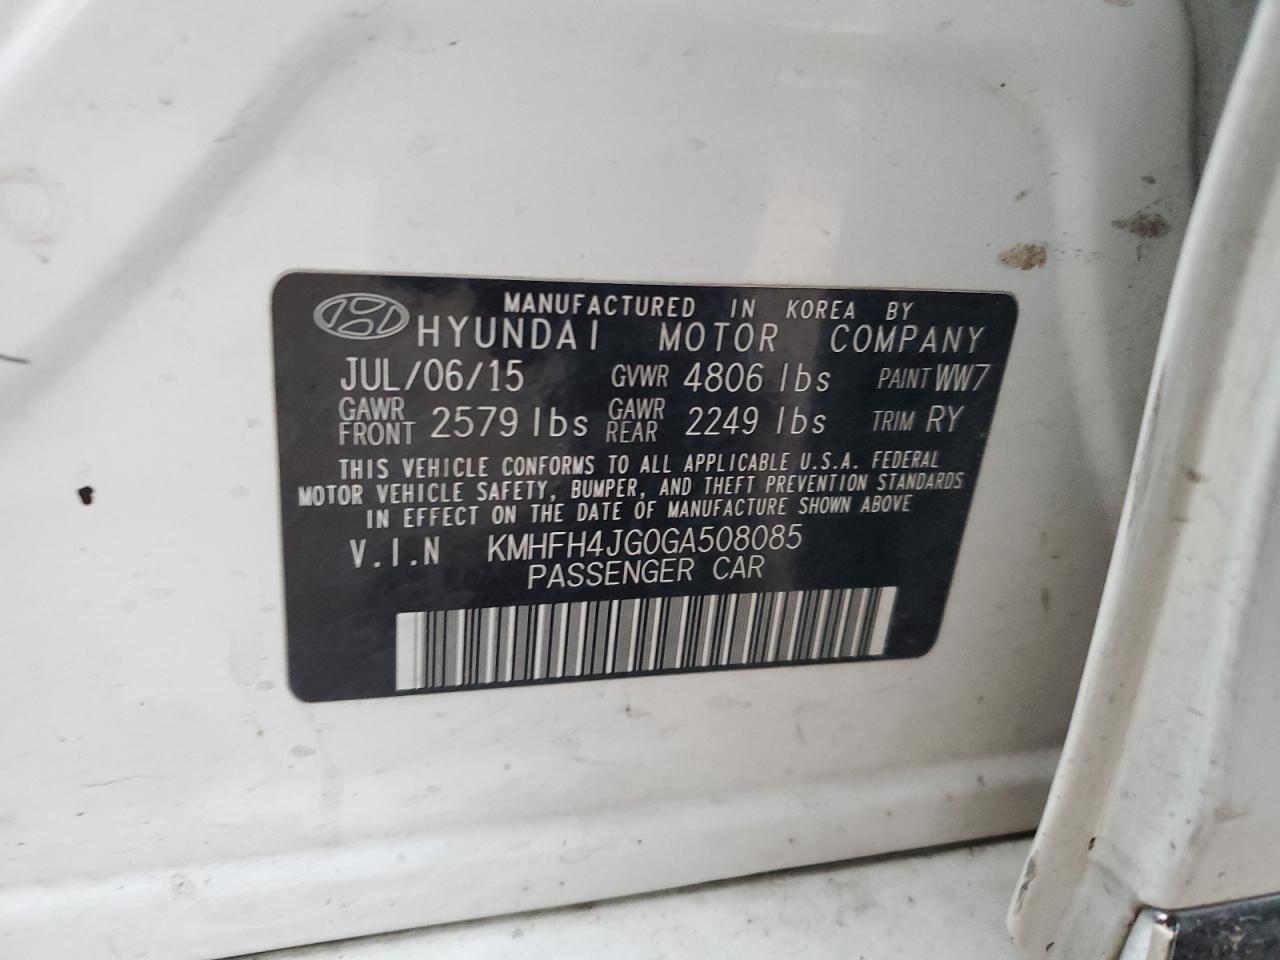 MANUFACTURED IN KOREA BY
HYUNDAI MOTOR COMPANY
JUL/06/15 GVWR 4806 lbs PAINT WW7
GAWR FRONT 2579 lbs GAWR REAR 2249 lbs TRIM RY
THIS VEHICLE CONFORMS TO ALL APPLICABLE U.S.A. FEDERAL
MOTOR VEHICLE SAFETY, BUMPER, AND THEFT PREVENTION STANDARDS
IN EFFECT ON THE DATE OF MANUFACTURE SHOWN ABOVE
V.I.N KMHFH4JG0GA508085
PASSENGER CAR